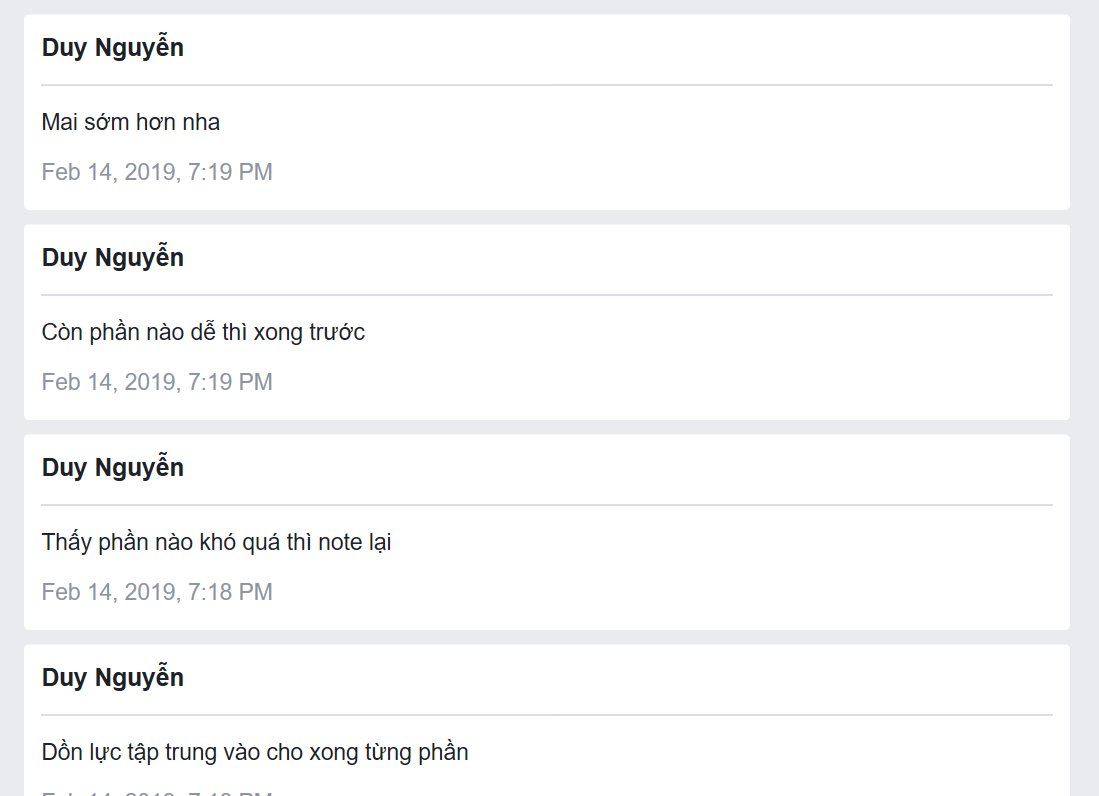 Duy Nguyễn
Mai sớm hơn nha
Feb 14, 2019, 7:19 PM
Duy Nguyễn
Còn phần nào dễ thì xong trước
Feb 14, 2019, 7:19 PM
Duy Nguyễn
Thấy phần nào khó quá thì note lại
Feb 14, 2019, 7:18 PM
Duy Nguyễn
Dồn lực tập trung vào cho xong từng phần